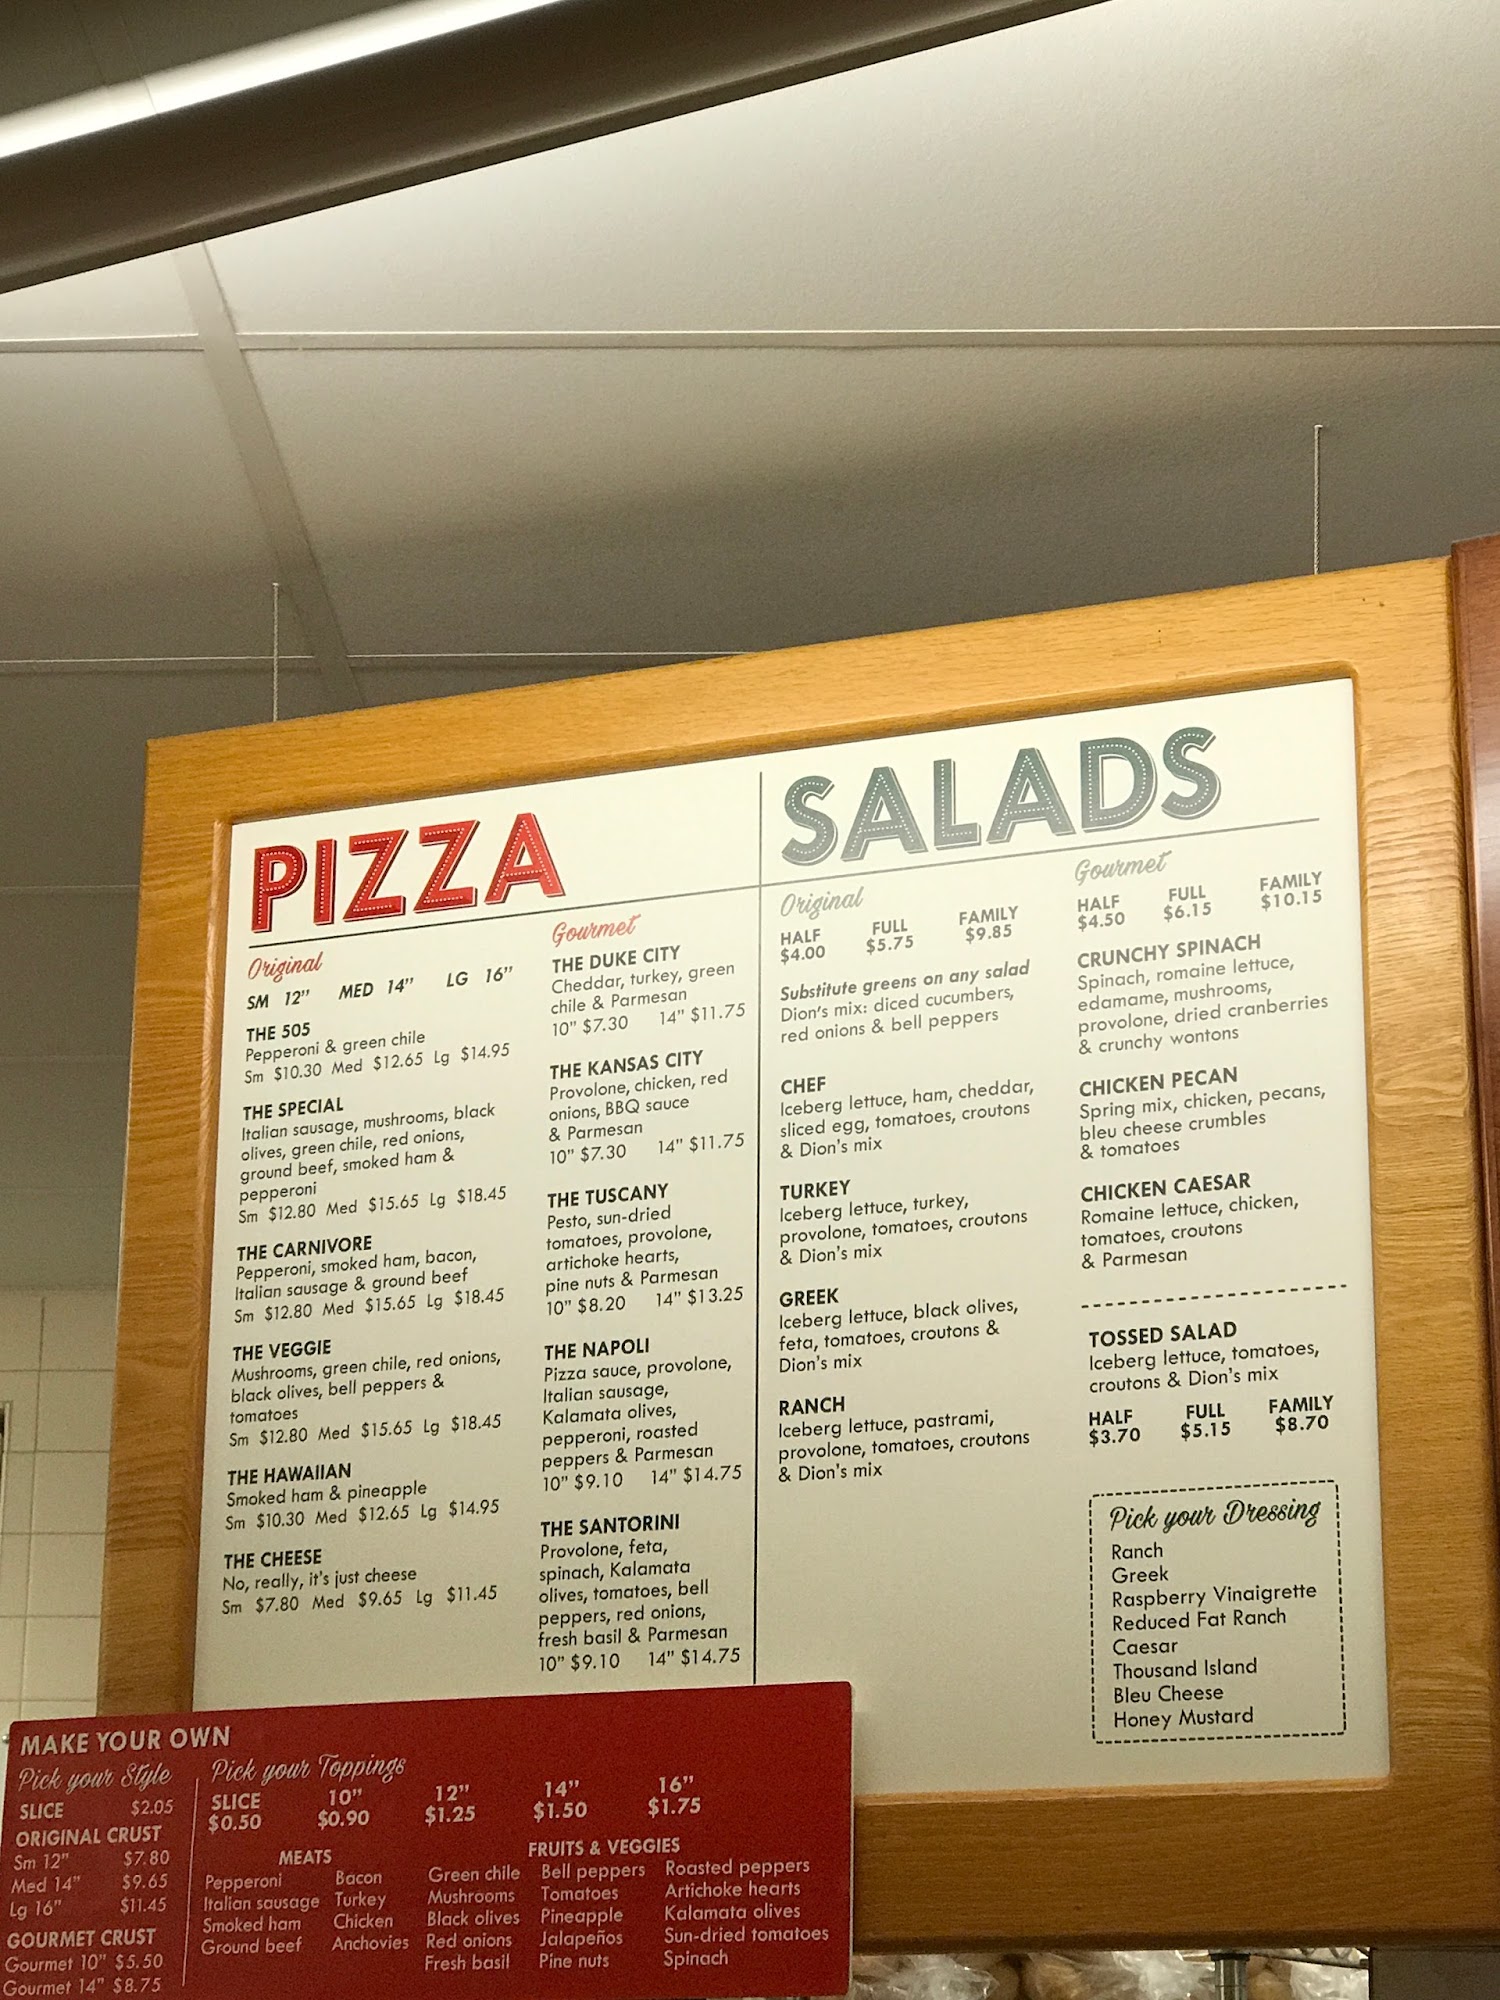 PIZZA
Original
SM 12" MED 14" LG 16"
THE 505
Pepperoni & green chile
Sm $10.30 Med $12.65 Lg $14.95
THE SPECIAL
Italian sausage, mushrooms, black
olives, green chile, red onions,
ground beef, smoked ham &
pepperoni
Sm $12.80 Med $15.65 Lg $18.45
THE CARNIVORE
Pepperoni, smoked ham, bacon,
Italian sausage & ground beef
Sm $12.80 Med $15.65 Lg $18.45
THE VEGGIE
Mushrooms, green chile, red onions,
black olives, bell peppers &
tomatoes
Sm $12.80 Med $15.65 Lg $18.45
THE HAWAIIAN
Smoked ham & pineapple
Sm $10.30 Med $12.65 Lg $14.95
THE CHEESE
No, really, it's just cheese
Sm $7.80 Med $9.65 Lg $11.45
Gourmet
THE DUKE CITY
Cheddar, turkey, green
chile & Parmesan
10" $7.30 14" $11.75
THE KANSAS CITY
Provolone, chicken, red
onions, BBQ sauce
& Parmesan
10" $7.30 14" $11.75
THE TUSCANY
Pesto, sun-dried
tomatoes, provolone,
artichoke hearts,
pine nuts & Parmesan
10" $8.20 14" $13.25
THE NAPOLI
Pizza sauce, provolone,
Italian sausage,
Kalamata olives,
pepperoni, roasted
peppers & Parmesan
10" $9.10 14" $14.75
THE SANTORINI
Provolone, feta,
spinach, Kalamata
olives, tomatoes, bell
peppers, red onions,
fresh basil & Parmesan
10" $9.10 14" $14.75
SALADS
Original
HALF FULL FAMILY
$4.00 $5.75 $9.85
Substitute greens on any salad
Dion's mix: diced cucumbers,
red onions & bell peppers
CHEF
Iceberg lettuce, ham, cheddar,
sliced egg, tomatoes, croutons
& Dion's mix
TURKEY
Iceberg lettuce, turkey,
provolone, tomatoes, croutons
& Dion's mix
GREEK
Iceberg lettuce, black olives,
feta, tomatoes, croutons &
Dion's mix
RANCH
Iceberg lettuce, pastrami,
provolone, tomatoes, croutons
& Dion's mix
Gourmet
HALF FULL FAMILY
$4.50 $6.15 $10.15
CRUNCHY SPINACH
Spinach, romaine lettuce,
edamame, mushrooms,
provolone, dried cranberries
& crunchy wontons
CHICKEN PECAN
Spring mix, chicken, pecans,
bleu cheese crumbles
& tomatoes
CHICKEN CAESAR
Romaine lettuce, chicken,
tomatoes, croutons
& Parmesan
TOSSED SALAD
Iceberg lettuce, tomatoes,
croutons & Dion's mix
HALF FULL FAMILY
$3.70 $5.15 $8.70
Pick your Dressing
Ranch
Greek
Raspberry Vinaigrette
Reduced Fat Ranch
Caesar
Thousand Island
Bleu Cheese
Honey Mustard
MAKE YOUR OWN
Pick your Style
SLICE $2.05
ORIGINAL CRUST
Sm 12" $7.80
Med 14" $9.65
Lg 16" $11.45
GOURMET CRUST
Gourmet 10" $5.50
Gourmet 14" $8.75
Pick your Toppings
SLICE 10" 12" 14" 16"
$0.50 $0.90 $1.25 $1.50 $1.75
MEATS
Pepperoni Bacon
Italian sausage Turkey
Smoked ham Chicken
Ground beef Anchovies
FRUITS & VEGGIES
Green chile Bell peppers Roasted peppers
Mushrooms Tomatoes Artichoke hearts
Black olives Pineapple Kalamata olives
Red onions Jalapeños Sun-dried tomatoes
Fresh basil Pine nuts Spinach